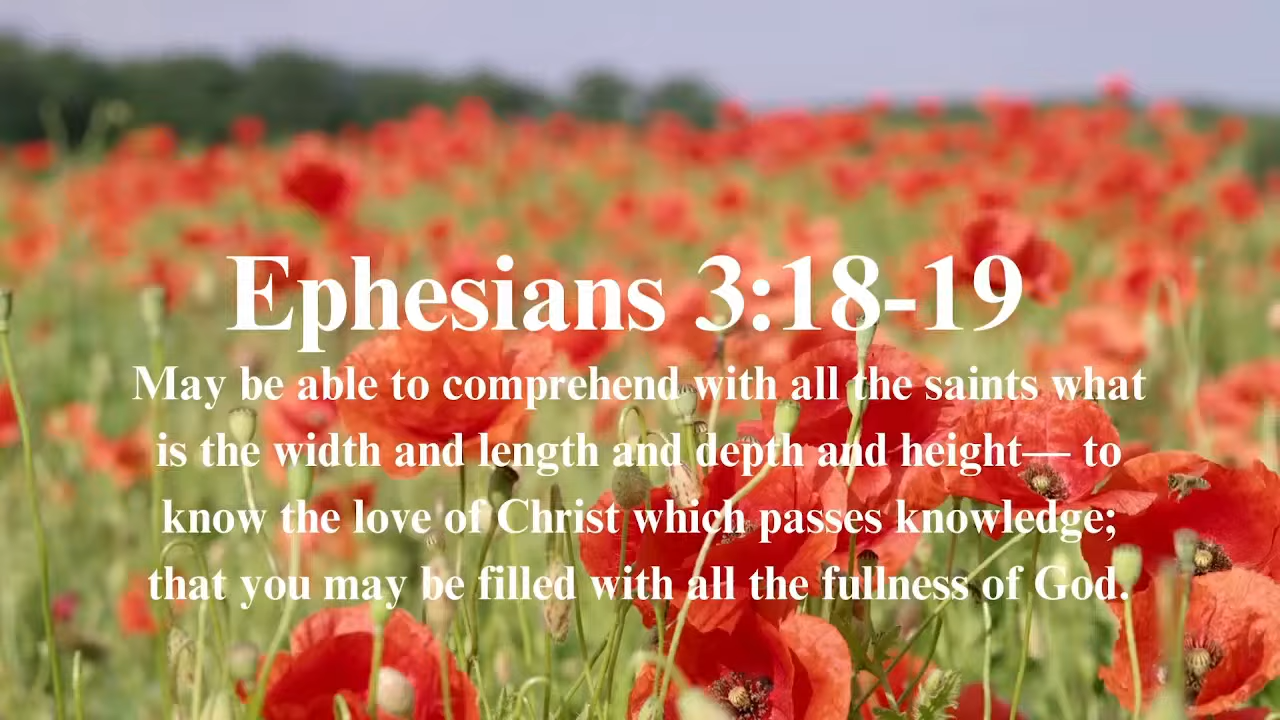 Ephesians 3:18-19
May be able to comprehend with all the saints what
is the width and length and depth and height— to
know the love of Christ which passes knowledge;
that you may be filled with all the fullness of God.